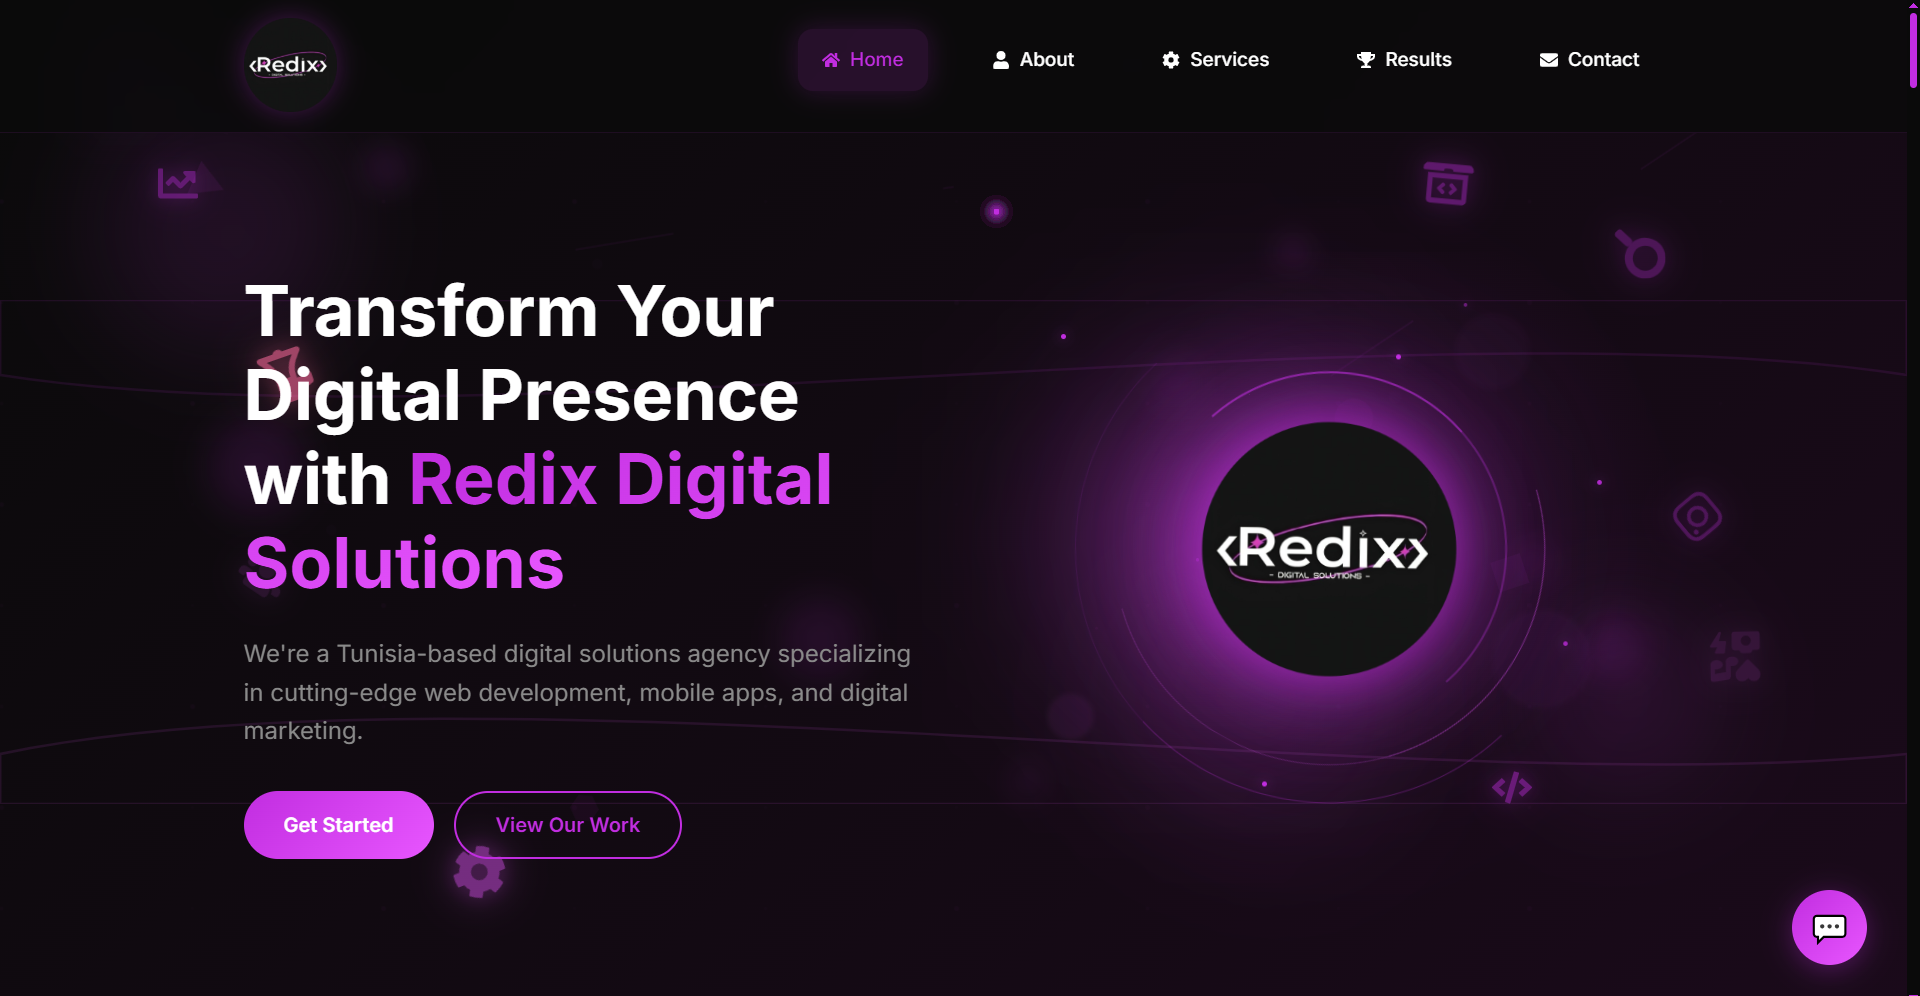 ‹Redix›
Home
About
Services
Results
Contact
Transform Your
Digital Presence
with Redix Digital
Solutions
We're a Tunisia-based digital solutions agency specializing
in cutting-edge web development, mobile apps, and digital
marketing.
Get Started
View Our Work
‹Redix›
- DIGITAL SOLUTIONS -